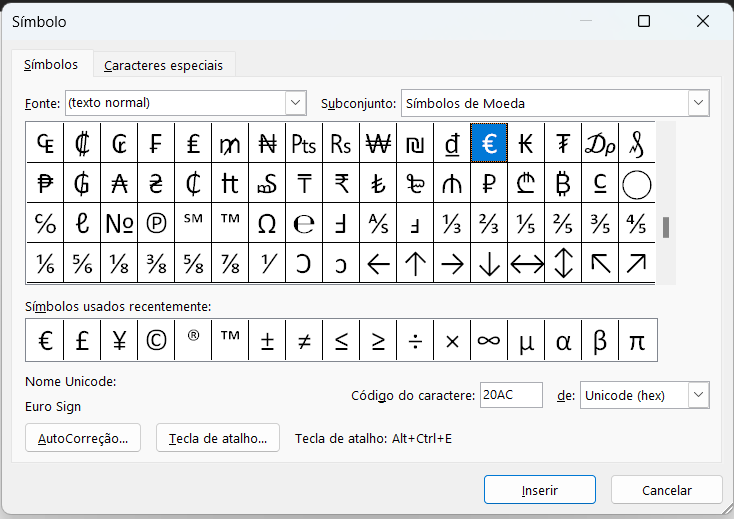 Símbolo
Símbolos Caracteres especiais
Fonte: (texto normal) Subconjunto: Símbolos de Moeda
₠ ₡ ₢ ₣ ₤ ₥ ₦ ₧ ₨ ₩ ₪ ₫ € ₭ ₮ ₯ ₰
₱ ₲ ₳ ₴ ₵ ₶ ₷ ₸ ₹ ₺ ₻ ₼ ₽ ₾ ₿ ⃀ ◯
℅ ℓ № ℗ ℠ ™ Ω ℮ Ⅎ ⅍ ⅎ ⅓ ⅔ ⅕ ⅖ ⅗ ⅘
⅙ ⅚ ⅛ ⅜ ⅝ ⅞ ⅟ Ↄ ↄ ← ↑ → ↓ ↔ ↕ ↖ ↗
Símbolos usados recentemente:
€ £ ¥ © ® ™ ± ≠ ≤ ≥ ÷ × ∞ µ α β π
Nome Unicode:
Euro Sign
Código do caractere: 20AC de: Unicode (hex)
AutoCorreção... Tecla de atalho... Tecla de atalho: Alt+Ctrl+E
Inserir Cancelar